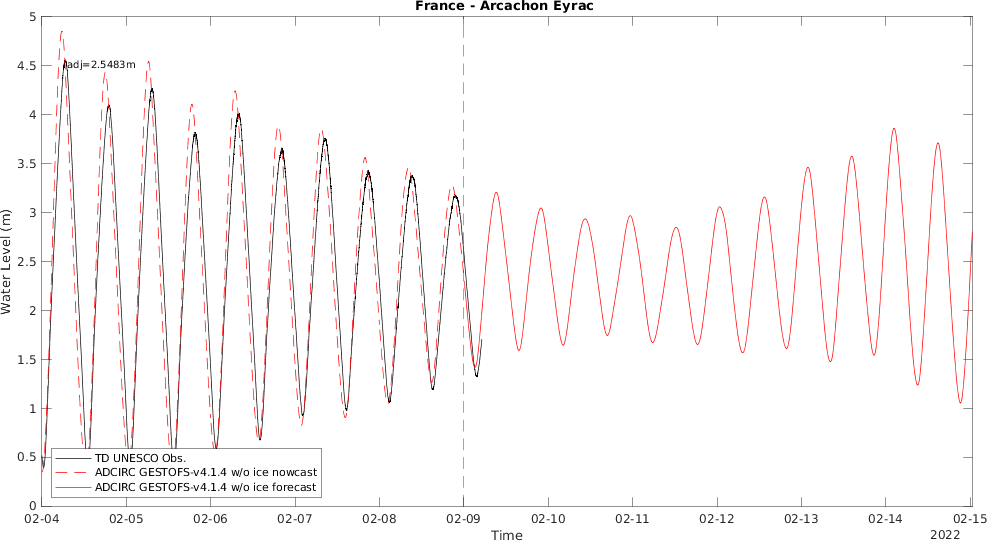 France - Arcachon Eyrac
5
4.5
4
3.5
3
2.5
2
1.5
1
0.5
0
Water Level (m)
adj=2.5483m
TD UNESCO Obs.
ADCIRC GESTOFS-v4.1.4 w/o ice nowcast
ADCIRC GESTOFS-v4.1.4 w/o ice forecast
02-04 02-05 02-06 02-07 02-08 02-09 02-10 02-11 02-12 02-13 02-14 02-15
Time
2022